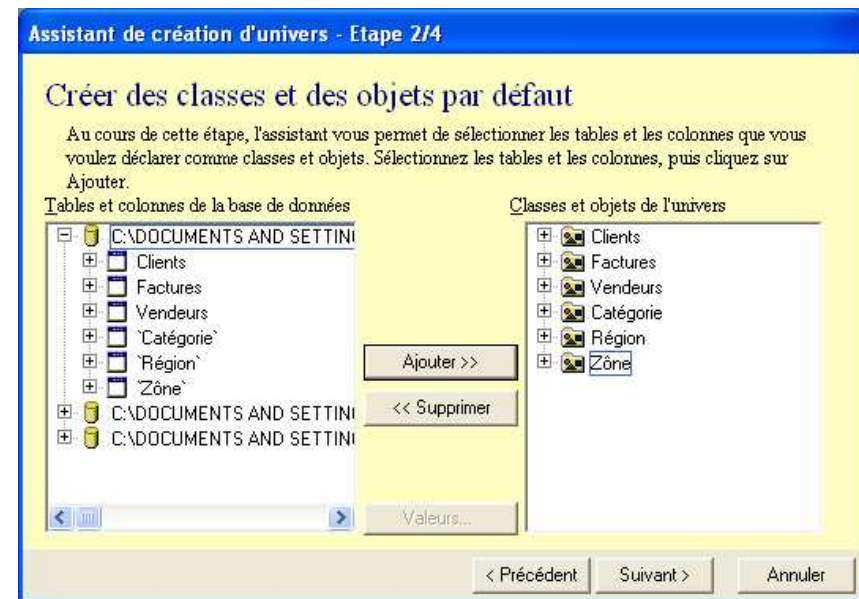 Assistant de création d'univers - Etape 2/4
Créer des classes et des objets par défaut
Au cours de cette étape, l'assistant vous permet de sélectionner les tables et les colonnes que vous
voulez déclarer comme classes et objets. Sélectionnez les tables et les colonnes, puis cliquez sur
Ajouter.
Tables et colonnes de la base de données
C:\DOCUMENTS AND SETTIN
Clients
Factures
Vendeurs
`Catégorie`
`Région`
`Zône`
C:\DOCUMENTS AND SETTIN
C:\DOCUMENTS AND SETTIN
Ajouter >>
<< Supprimer
Valeurs...
Classes et objets de l'univers
Clients
Factures
Vendeurs
Catégorie
Région
Zône
< Précédent
Suivant >
Annuler